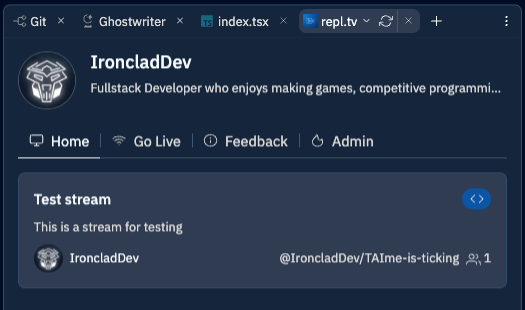 Git Ghostwriter index.tsx repl.tv
IroncladDev
Fullstack Developer who enjoys making games, competitive programmi...
Home Go Live Feedback Admin
Test stream
This is a stream for testing
IroncladDev @IroncladDev/TAIme-is-ticking 1